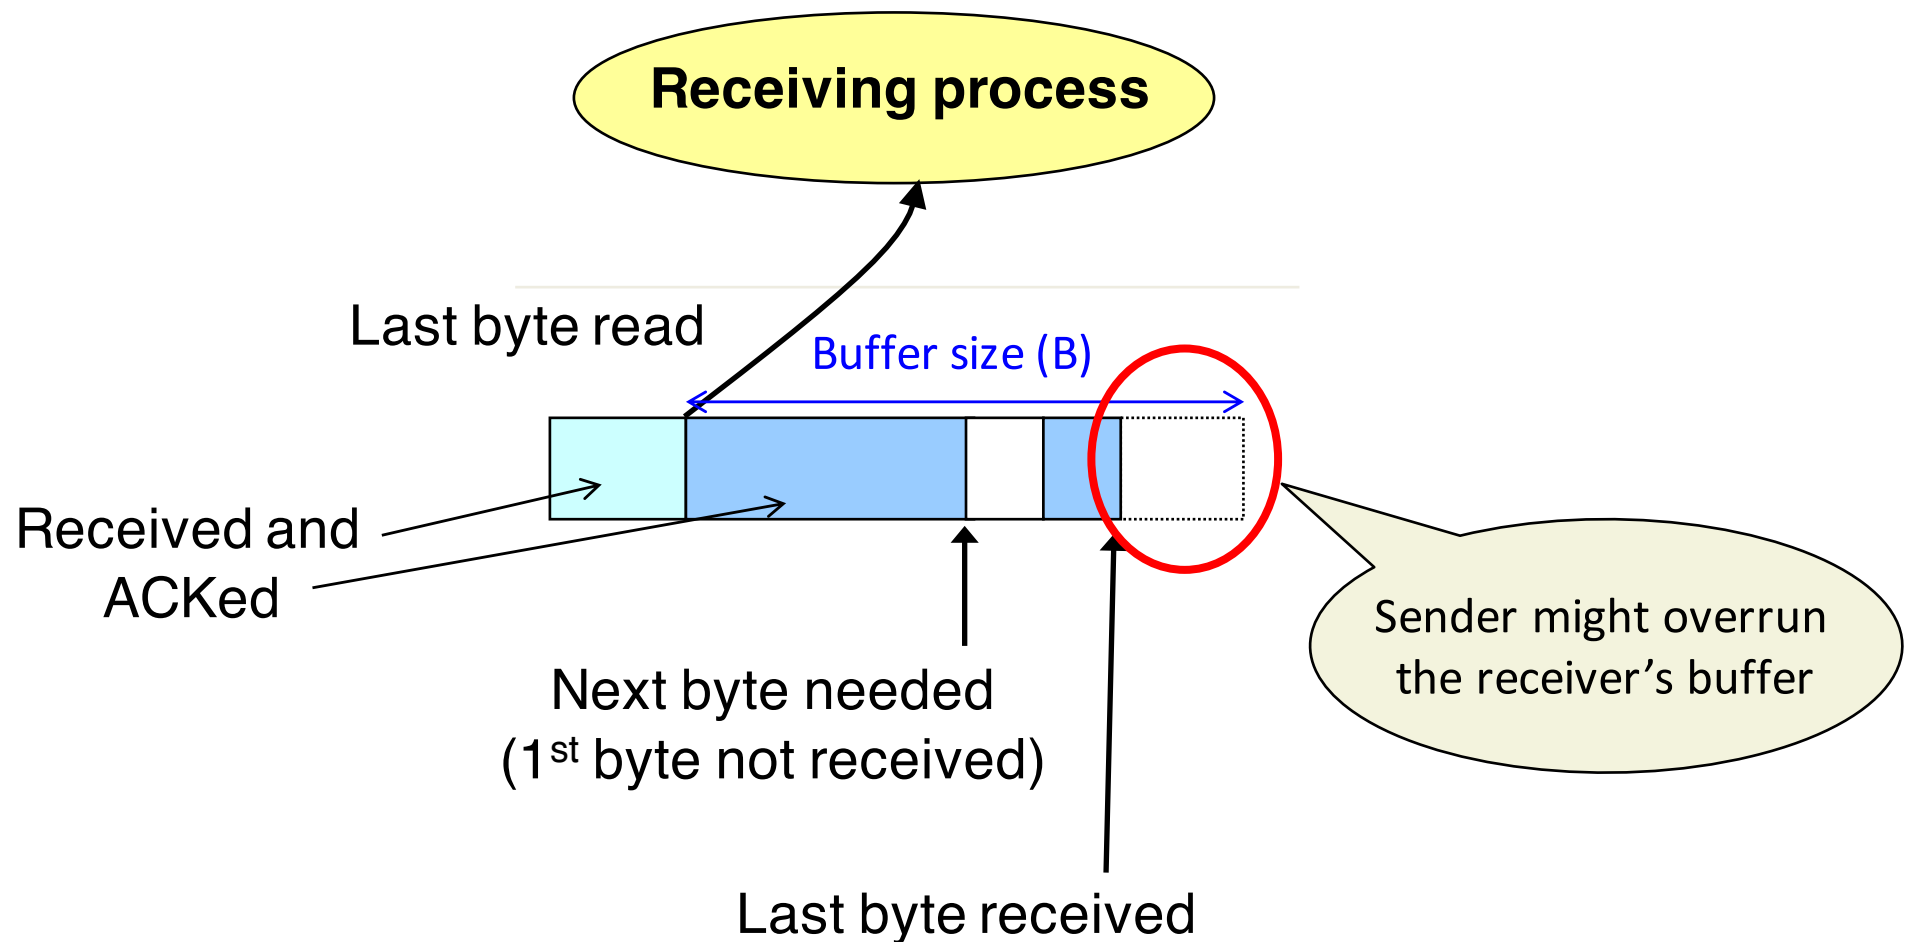 Receiving process
Last byte read
Buffer size (B)
Received and
ACKed
Sender might overrun
the receiver’s buffer
Next byte needed
(1st byte not received)
Last byte received